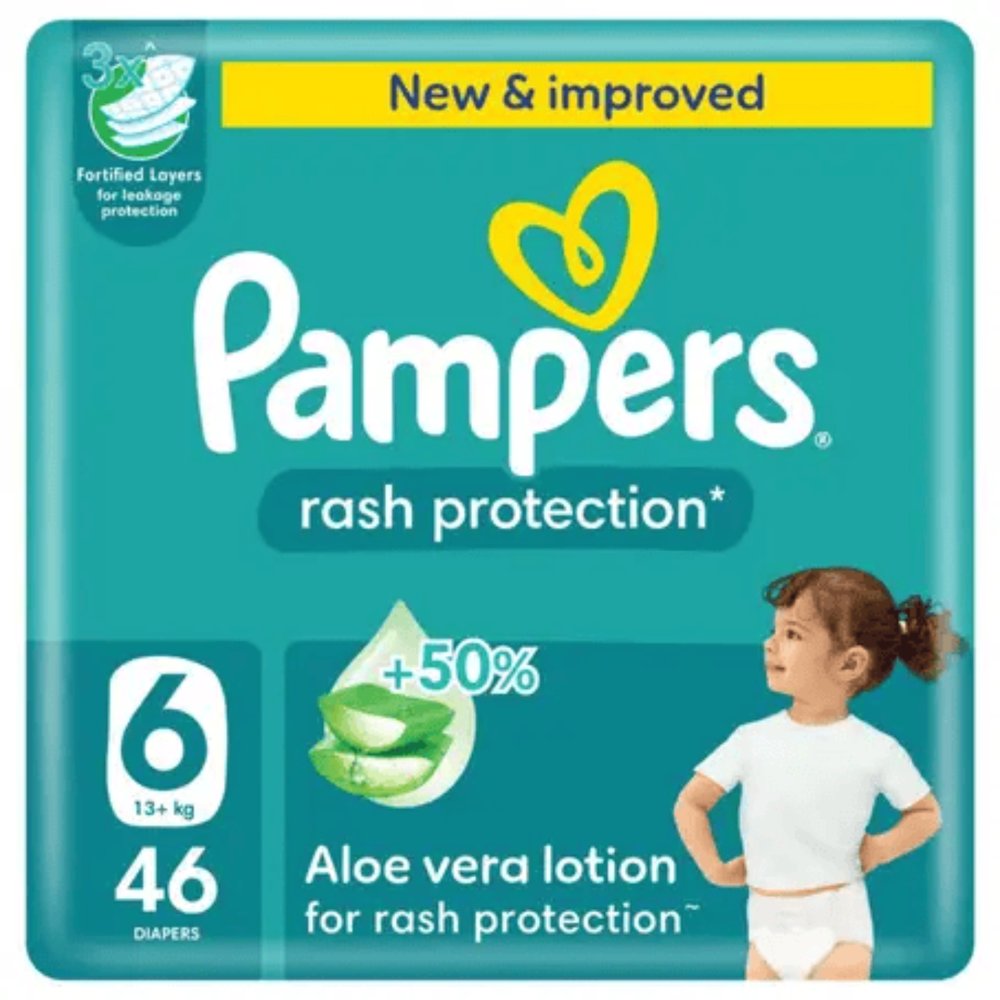 3x^
Fortified Layers
for leakage
protection
New & improved
Pampers®
rash protection*
+50%
6
13+ kg
46
DIAPERS
Aloe vera lotion
for rash protection~